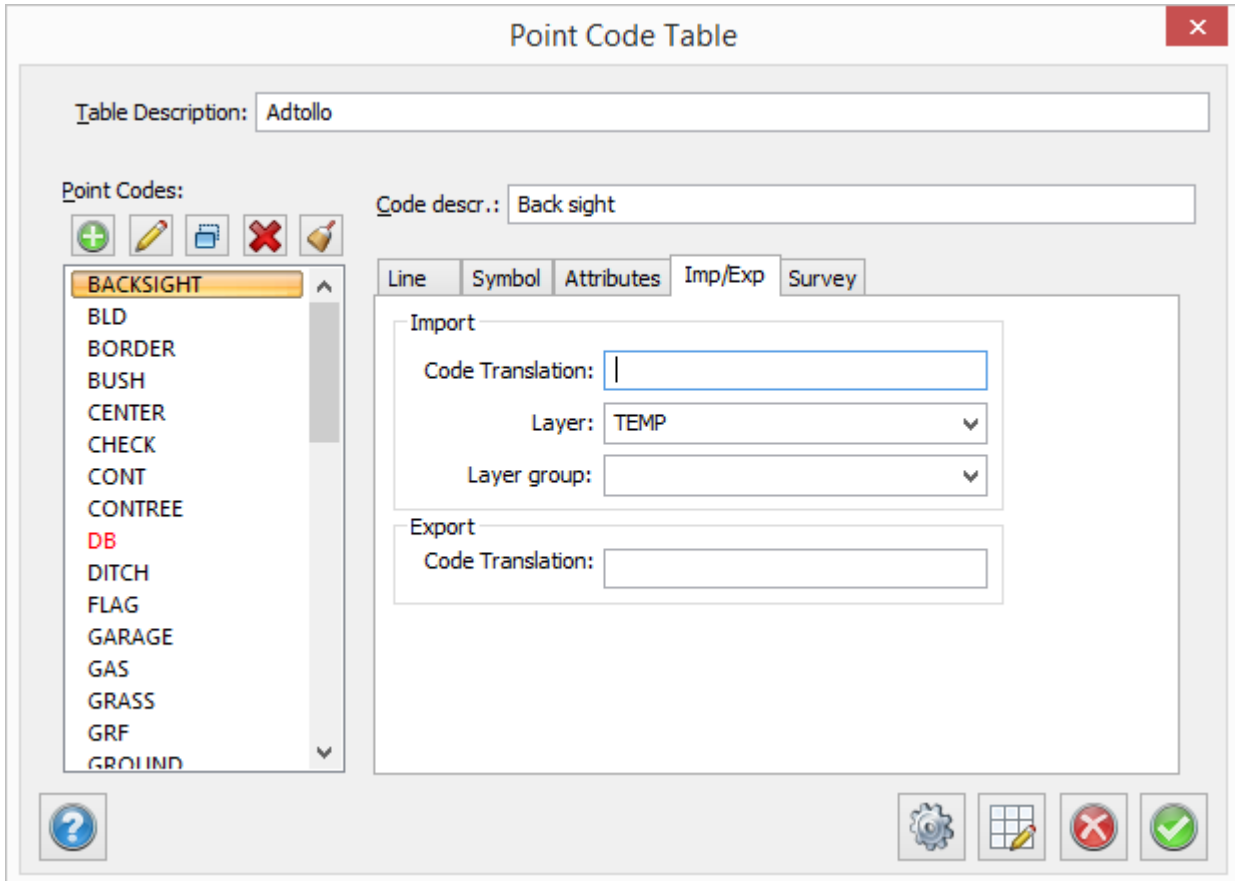 Point Code Table
Table Description: Adtollo
Point Codes:
Code descr.: Back sight
BACKSIGHT
BLD
BORDER
BUSH
CENTER
CHECK
CONT
CONTREE
DB
DITCH
FLAG
GARAGE
GAS
GRASS
GRF
GROUND
Line Symbol Attributes Imp/Exp Survey
Import
Code Translation:
Layer: TEMP
Layer group:
Export
Code Translation: